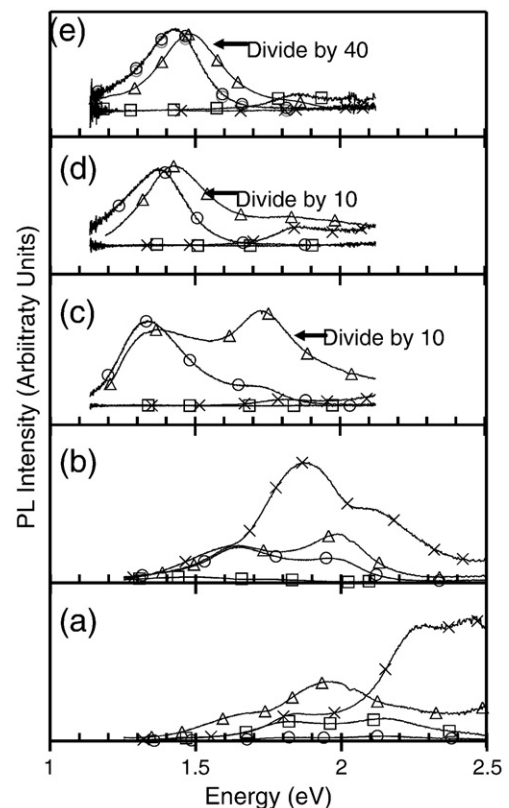 (e)
Divide by 40
(d)
Divide by 10
(c)
Divide by 10
(b)
(a)
PL Intensity (Arbiitraty Units)
1 1.5 2 2.5
Energy (eV)